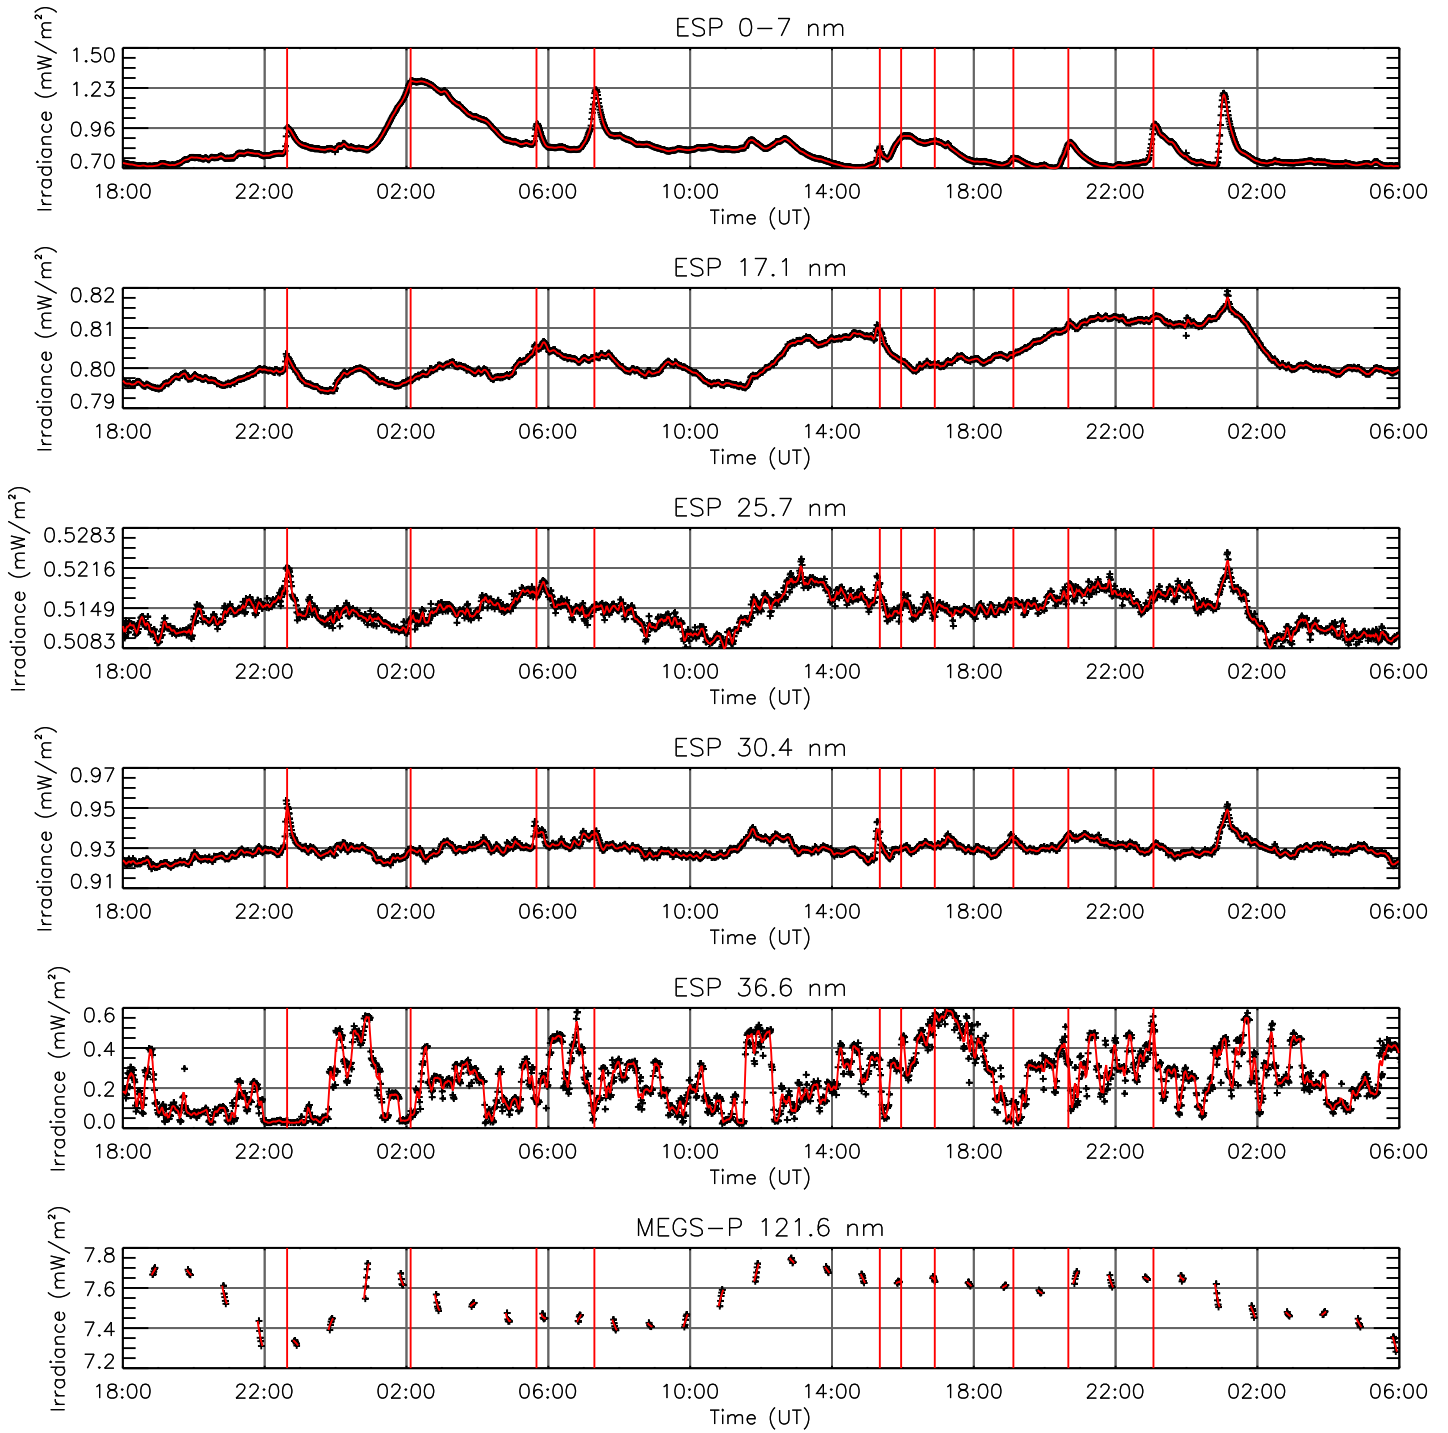 ESP 0-7 nm
Irradiance (mW/m²)
1.50
1.23
0.96
0.70
18:00 22:00 02:00 06:00 10:00 14:00 18:00 22:00 02:00 06:00
Time (UT)
ESP 17.1 nm
Irradiance (mW/m²)
0.82
0.81
0.80
0.79
18:00 22:00 02:00 06:00 10:00 14:00 18:00 22:00 02:00 06:00
Time (UT)
ESP 25.7 nm
Irradiance (mW/m²)
0.5283
0.5216
0.5149
0.5083
18:00 22:00 02:00 06:00 10:00 14:00 18:00 22:00 02:00 06:00
Time (UT)
ESP 30.4 nm
Irradiance (mW/m²)
0.97
0.95
0.93
0.91
18:00 22:00 02:00 06:00 10:00 14:00 18:00 22:00 02:00 06:00
Time (UT)
ESP 36.6 nm
Irradiance (mW/m²)
0.6
0.4
0.2
0.0
18:00 22:00 02:00 06:00 10:00 14:00 18:00 22:00 02:00 06:00
Time (UT)
MEGS-P 121.6 nm
Irradiance (mW/m²)
7.8
7.6
7.4
7.2
18:00 22:00 02:00 06:00 10:00 14:00 18:00 22:00 02:00 06:00
Time (UT)